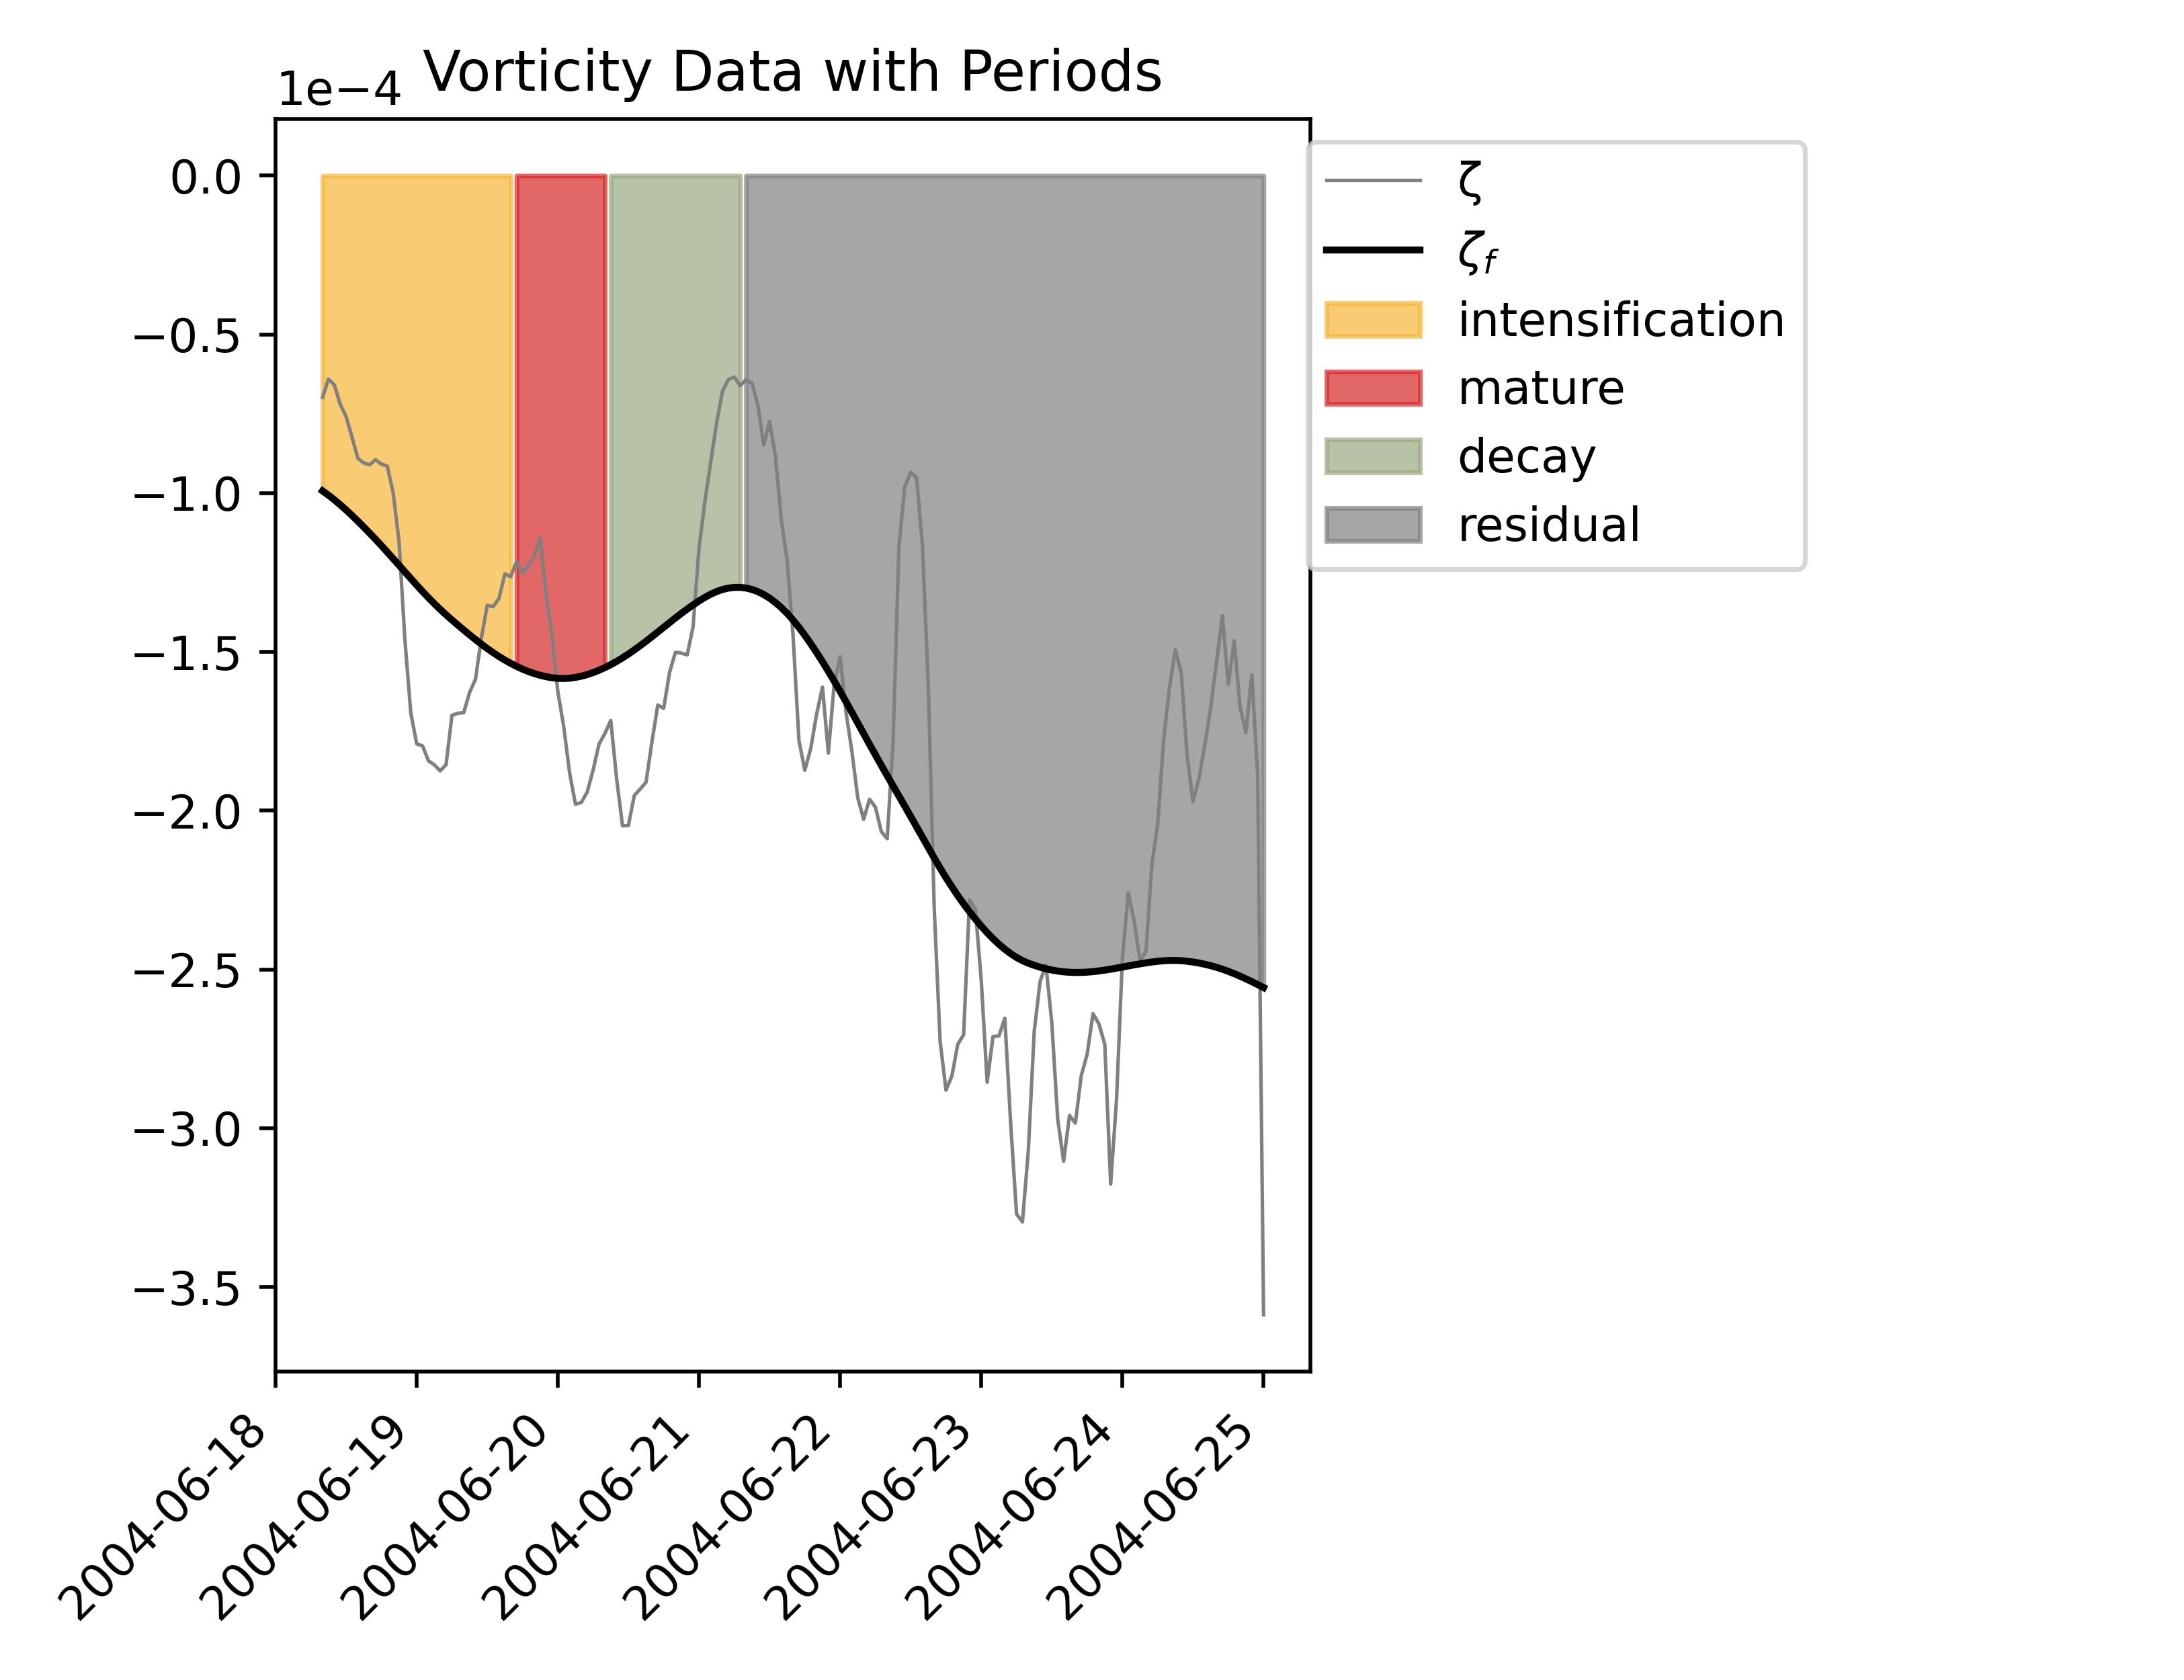 Vorticity Data with Periods
1e−4
0.0
−0.5
−1.0
−1.5
−2.0
−2.5
−3.0
−3.5
2004-06-18
2004-06-19
2004-06-20
2004-06-21
2004-06-22
2004-06-23
2004-06-24
2004-06-25
ζ
ζf
intensification
mature
decay
residual